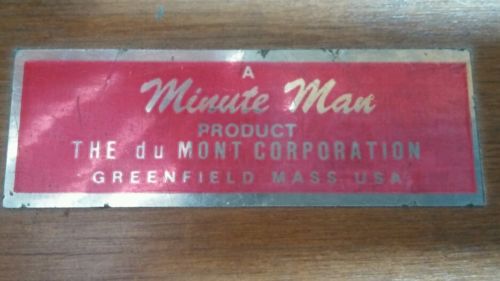 A
Minute Man
PRODUCT
THE du MONT CORPORATION
GREENFIELD MASS. USA